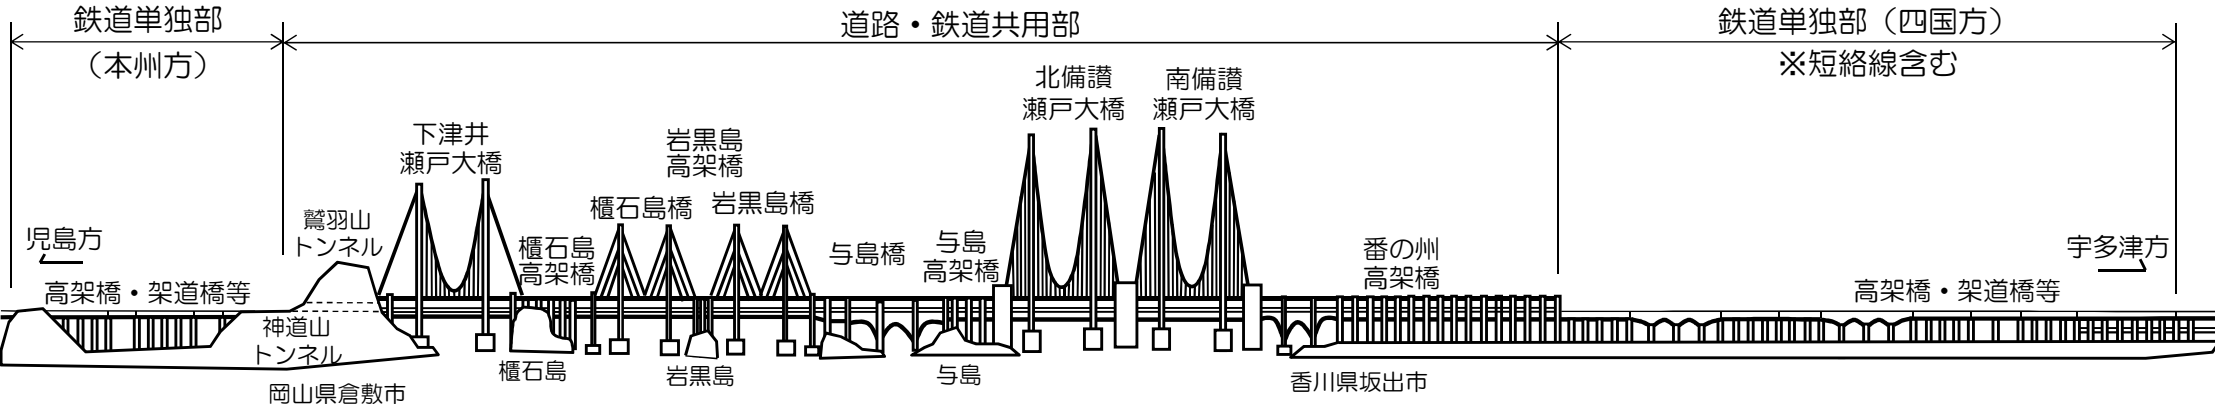 鉄道単独部
（本州方）
道路・鉄道共用部
鉄道単独部（四国方）
※短絡線含む
児島方
高架橋・架道橋等
鷲羽山
トンネル
神道山
トンネル
岡山県倉敷市
下津井
瀬戸大橋
櫃石島
高架橋
櫃石島
櫃石島橋
岩黒島
高架橋
岩黒島橋
岩黒島
与島橋
与島
高架橋
与島
北備讃
瀬戸大橋
南備讃
瀬戸大橋
番の州
高架橋
香川県坂出市
宇多津方
高架橋・架道橋等